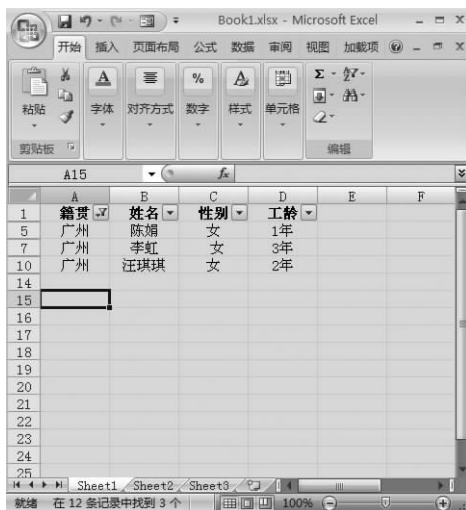 Book1.xlsx - Microsoft Excel
开始 插入 页面布局 公式 数据 审阅 视图 加载项
粘贴 字体 对齐方式 数字 样式 单元格
剪贴板 编辑
A15 fx
A B C D E F
1 籍贯 姓名 性别 工龄
5 广州 陈娟 女 1年
7 广州 李虹 女 3年
10 广州 汪琪琪 女 2年
14
15
16
17
18
19
20
21
22
23
24
25
Sheet1 Sheet2 Sheet3
就绪 在 12 条记录中找到 3 个 100%